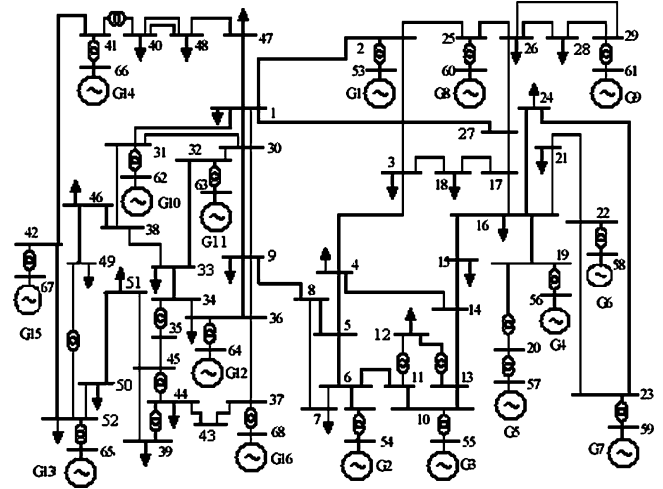 41 40 48 47
66
G14
2 25 26 28 29
53 60 61
G1 G8 G9
1 24
27
31 32 30
62 63
G10 G11
3 18 17 21
46 38
16 22
42 49 33 9 4 15 19 58
67 51 G6
G15 34 8 14 56
35 36 5 12 G4
64 20
45 G12 6 11 13 57
50 44 37 7 10 G5 23
52 39 43 68 54 55 59
65
G13 G16 G2 G3 G7